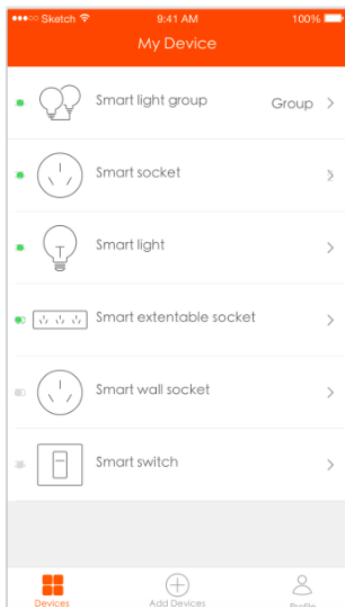 Sketch 9:41 AM 100%
My Device
Smart light group Group
Smart socket
Smart light
Smart extentable socket
Smart wall socket
Smart switch
Devices Add Devices Profile